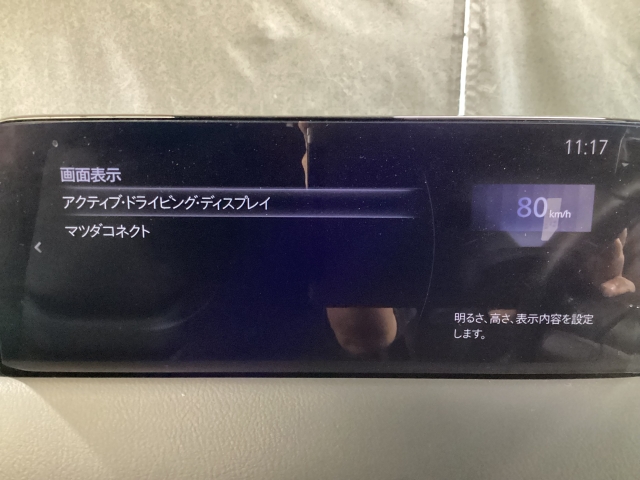 11:17
画面表示
アクティブ・ドライビング・ディスプレイ
80 km/h
マツダコネクト
明るさ、高さ、表示内容を設定
します。